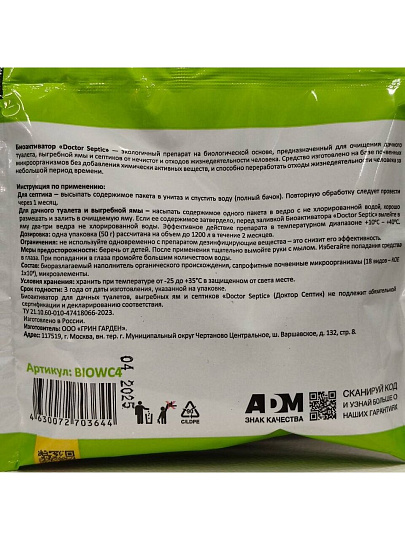 Биоактиватор «Doctor Septic» — экологичный препарат на биологической основе, предназначенный для очищения дачного
туалета, выгребной ямы и септиков от нечистот и отходов жизнедеятельности человека. Средство изготовлено на базе почвенных
микроорганизмов без добавления химически активных веществ, и способно переработать отходы жизнедеятельности человека за
небольшой период времени.
Инструкция по применению:
Для септика — высыпать содержимое пакета в унитаз и спустить воду (полный бачок). Повторную обработку следует провести
через 1 месяц.
Для дачного туалета и выгребной ямы — насыпать содержимое одного пакета в ведро с не хлорированной водой, хорошо
размешать и залить в очищаемую яму. Если ее содержимое затвердело, перед заливкой Биоактиватора «Doctor Septic» вылейте в
яму два-три ведра не хлорированной воды. Эффективное действие препарата в температурном диапазоне +10°С – +40°С.
Дозировка: одна упаковка (50 г) рассчитана на объем до 1200 л в течение 2 месяцев.
Ограничения: не используйте одновременно с препаратом дезинфицирующие вещества – это снизит его эффективность.
Меры предосторожности: беречь от детей. После применения тщательно вымойте руки с мылом. Избегайте попадания средства
в глаза. При попадании в глаза промойте большим количеством воды.
Состав: Биоразлагаемый наполнитель органического происхождения, сапрофитные почвенные микроорганизмы (18 видов – КОЕ
1х10⁹), микроэлементы.
Условия хранения: хранить при температуре от -25 до +35°С в защищенном от солнца месте.
Срок хранения: 3 года от даты изготовления, указанной на упаковке.
Биоактиватор для дачных туалетов, выгребных ям и септиков «Doctor Septic» (Доктор Септик) не подлежит обязательной
сертификации и декларированию соответствия.
ТУ 21.10.60-010-47418066-2023.
Изготовлено в России.
Изготовитель: ООО «ГРИН ГАРДЕН».
Адрес: 117519, г. Москва, вн. тер. г. Муниципальный округ Чертаново Центральное, ш. Варшавское, д. 132, стр. 8.
Артикул: BIOWC4
04 2025
4630072703644
90
C/LDPE
ADM
ЗНАК КАЧЕСТВА
СКАНИРУЙ КОД
И УЗНАЙ БОЛЬШЕ О
НАШИХ ГАРАНТИЯХ